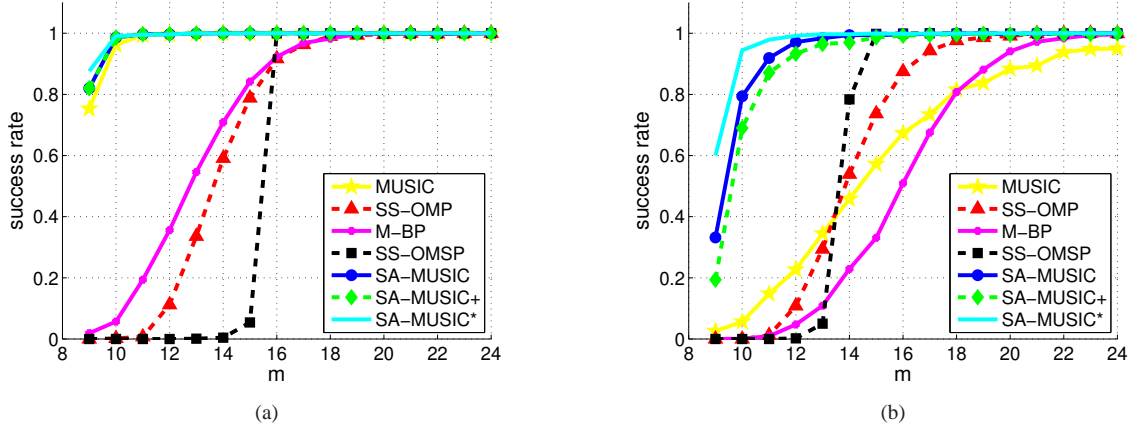 1
0.8
0.6
0.4
0.2
0
success rate
8 10 12 14 16 18 20 22 24
m
MUSIC
SS-OMP
M-BP
SS-OMSP
SA-MUSIC
SA-MUSIC+
SA-MUSIC*
(a)
1
0.8
0.6
0.4
0.2
0
success rate
8 10 12 14 16 18 20 22 24
m
MUSIC
SS-OMP
M-BP
SS-OMSP
SA-MUSIC
SA-MUSIC+
SA-MUSIC*
(b)